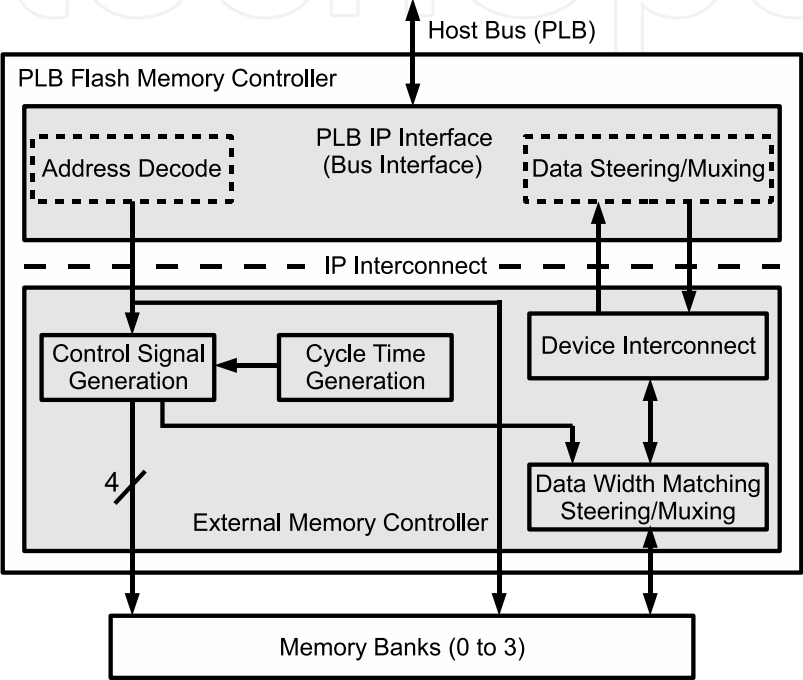 Host Bus (PLB)
PLB Flash Memory Controller
PLB IP Interface
(Bus Interface)
Address Decode
Data Steering/Muxing
IP Interconnect
Control Signal
Generation
Cycle Time
Generation
Device Interconnect
4
Data Width Matching
Steering/Muxing
External Memory Controller
Memory Banks (0 to 3)